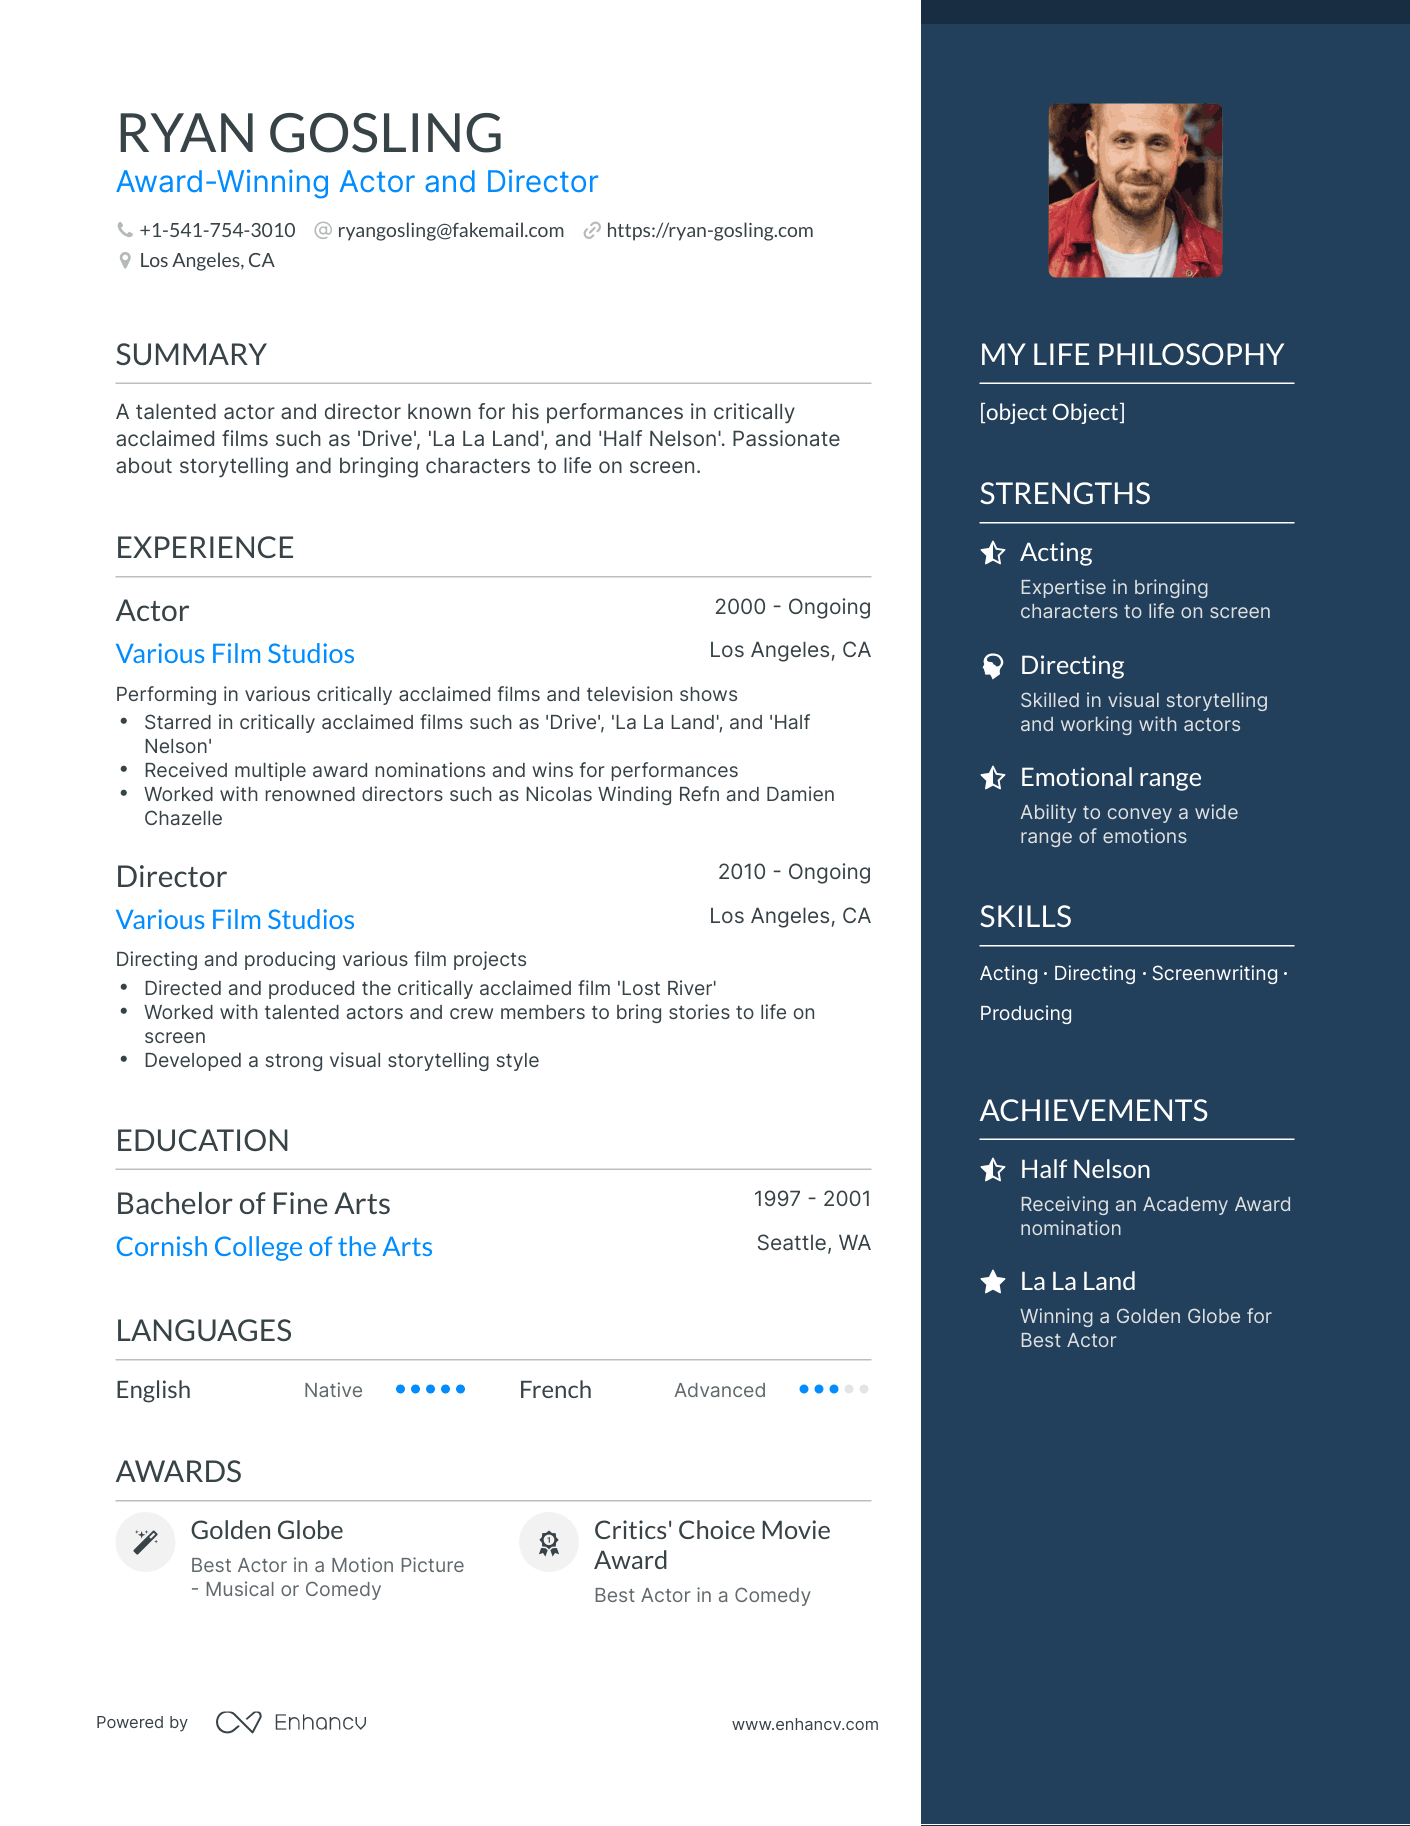 RYAN GOSLING
Award-Winning Actor and Director
+1-541-754-3010 ryangosling@fakemail.com https://ryan-gosling.com
Los Angeles, CA
SUMMARY
A talented actor and director known for his performances in critically
acclaimed films such as 'Drive', 'La La Land', and 'Half Nelson'. Passionate
about storytelling and bringing characters to life on screen.
EXPERIENCE
Actor 2000 - Ongoing
Various Film Studios Los Angeles, CA
Performing in various critically acclaimed films and television shows
• Starred in critically acclaimed films such as 'Drive', 'La La Land', and 'Half
Nelson'
• Received multiple award nominations and wins for performances
• Worked with renowned directors such as Nicolas Winding Refn and Damien
Chazelle
Director 2010 - Ongoing
Various Film Studios Los Angeles, CA
Directing and producing various film projects
• Directed and produced the critically acclaimed film 'Lost River'
• Worked with talented actors and crew members to bring stories to life on
screen
• Developed a strong visual storytelling style
EDUCATION
Bachelor of Fine Arts 1997 - 2001
Cornish College of the Arts Seattle, WA
LANGUAGES
English Native French Advanced
AWARDS
Golden Globe
Best Actor in a Motion Picture
- Musical or Comedy
Critics' Choice Movie
Award
Best Actor in a Comedy
Powered by Enhancv www.enhancv.com
MY LIFE PHILOSOPHY
[object Object]
STRENGTHS
Acting
Expertise in bringing
characters to life on screen
Directing
Skilled in visual storytelling
and working with actors
Emotional range
Ability to convey a wide
range of emotions
SKILLS
Acting · Directing · Screenwriting ·
Producing
ACHIEVEMENTS
Half Nelson
Receiving an Academy Award
nomination
La La Land
Winning a Golden Globe for
Best Actor